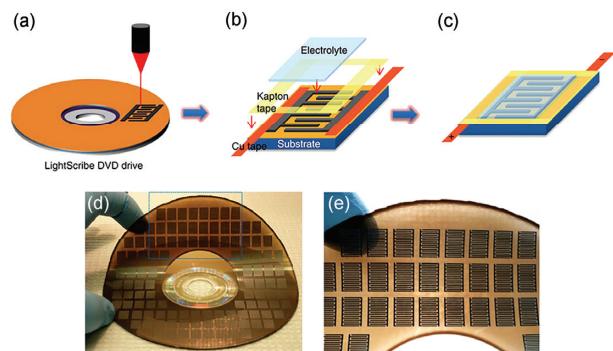 (a)
(b)
(c)
Electrolyte
Kapton
tape
Cu tape
Substrate
-
+
LightScribe DVD drive
(d)
(e)